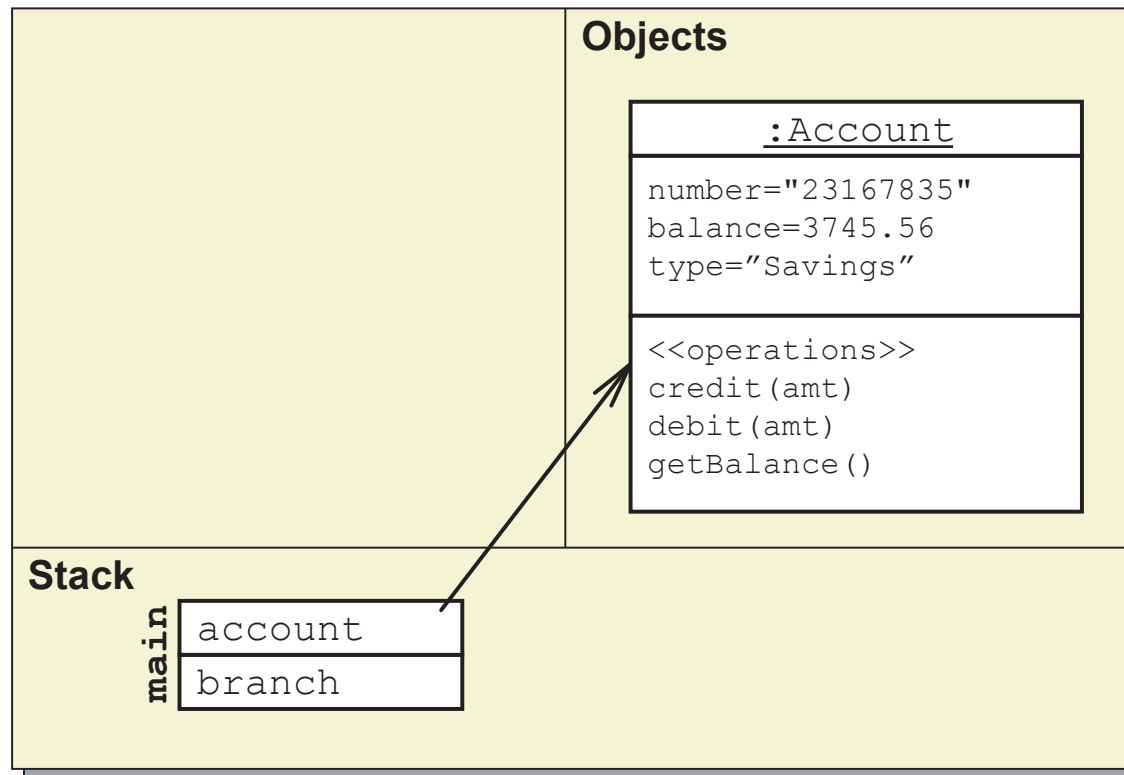 Objects
:Account
number="23167835"
balance=3745.56
type=”Savings”
<<operations>>
credit(amt)
debit(amt)
getBalance()
Stack
main
account
branch